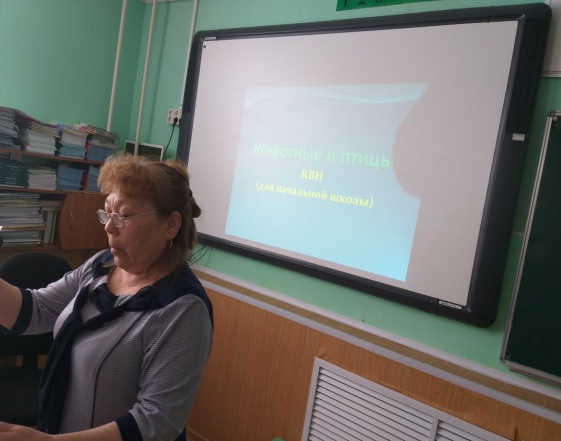 Животные и птицы
КВН
(для начальной школы)